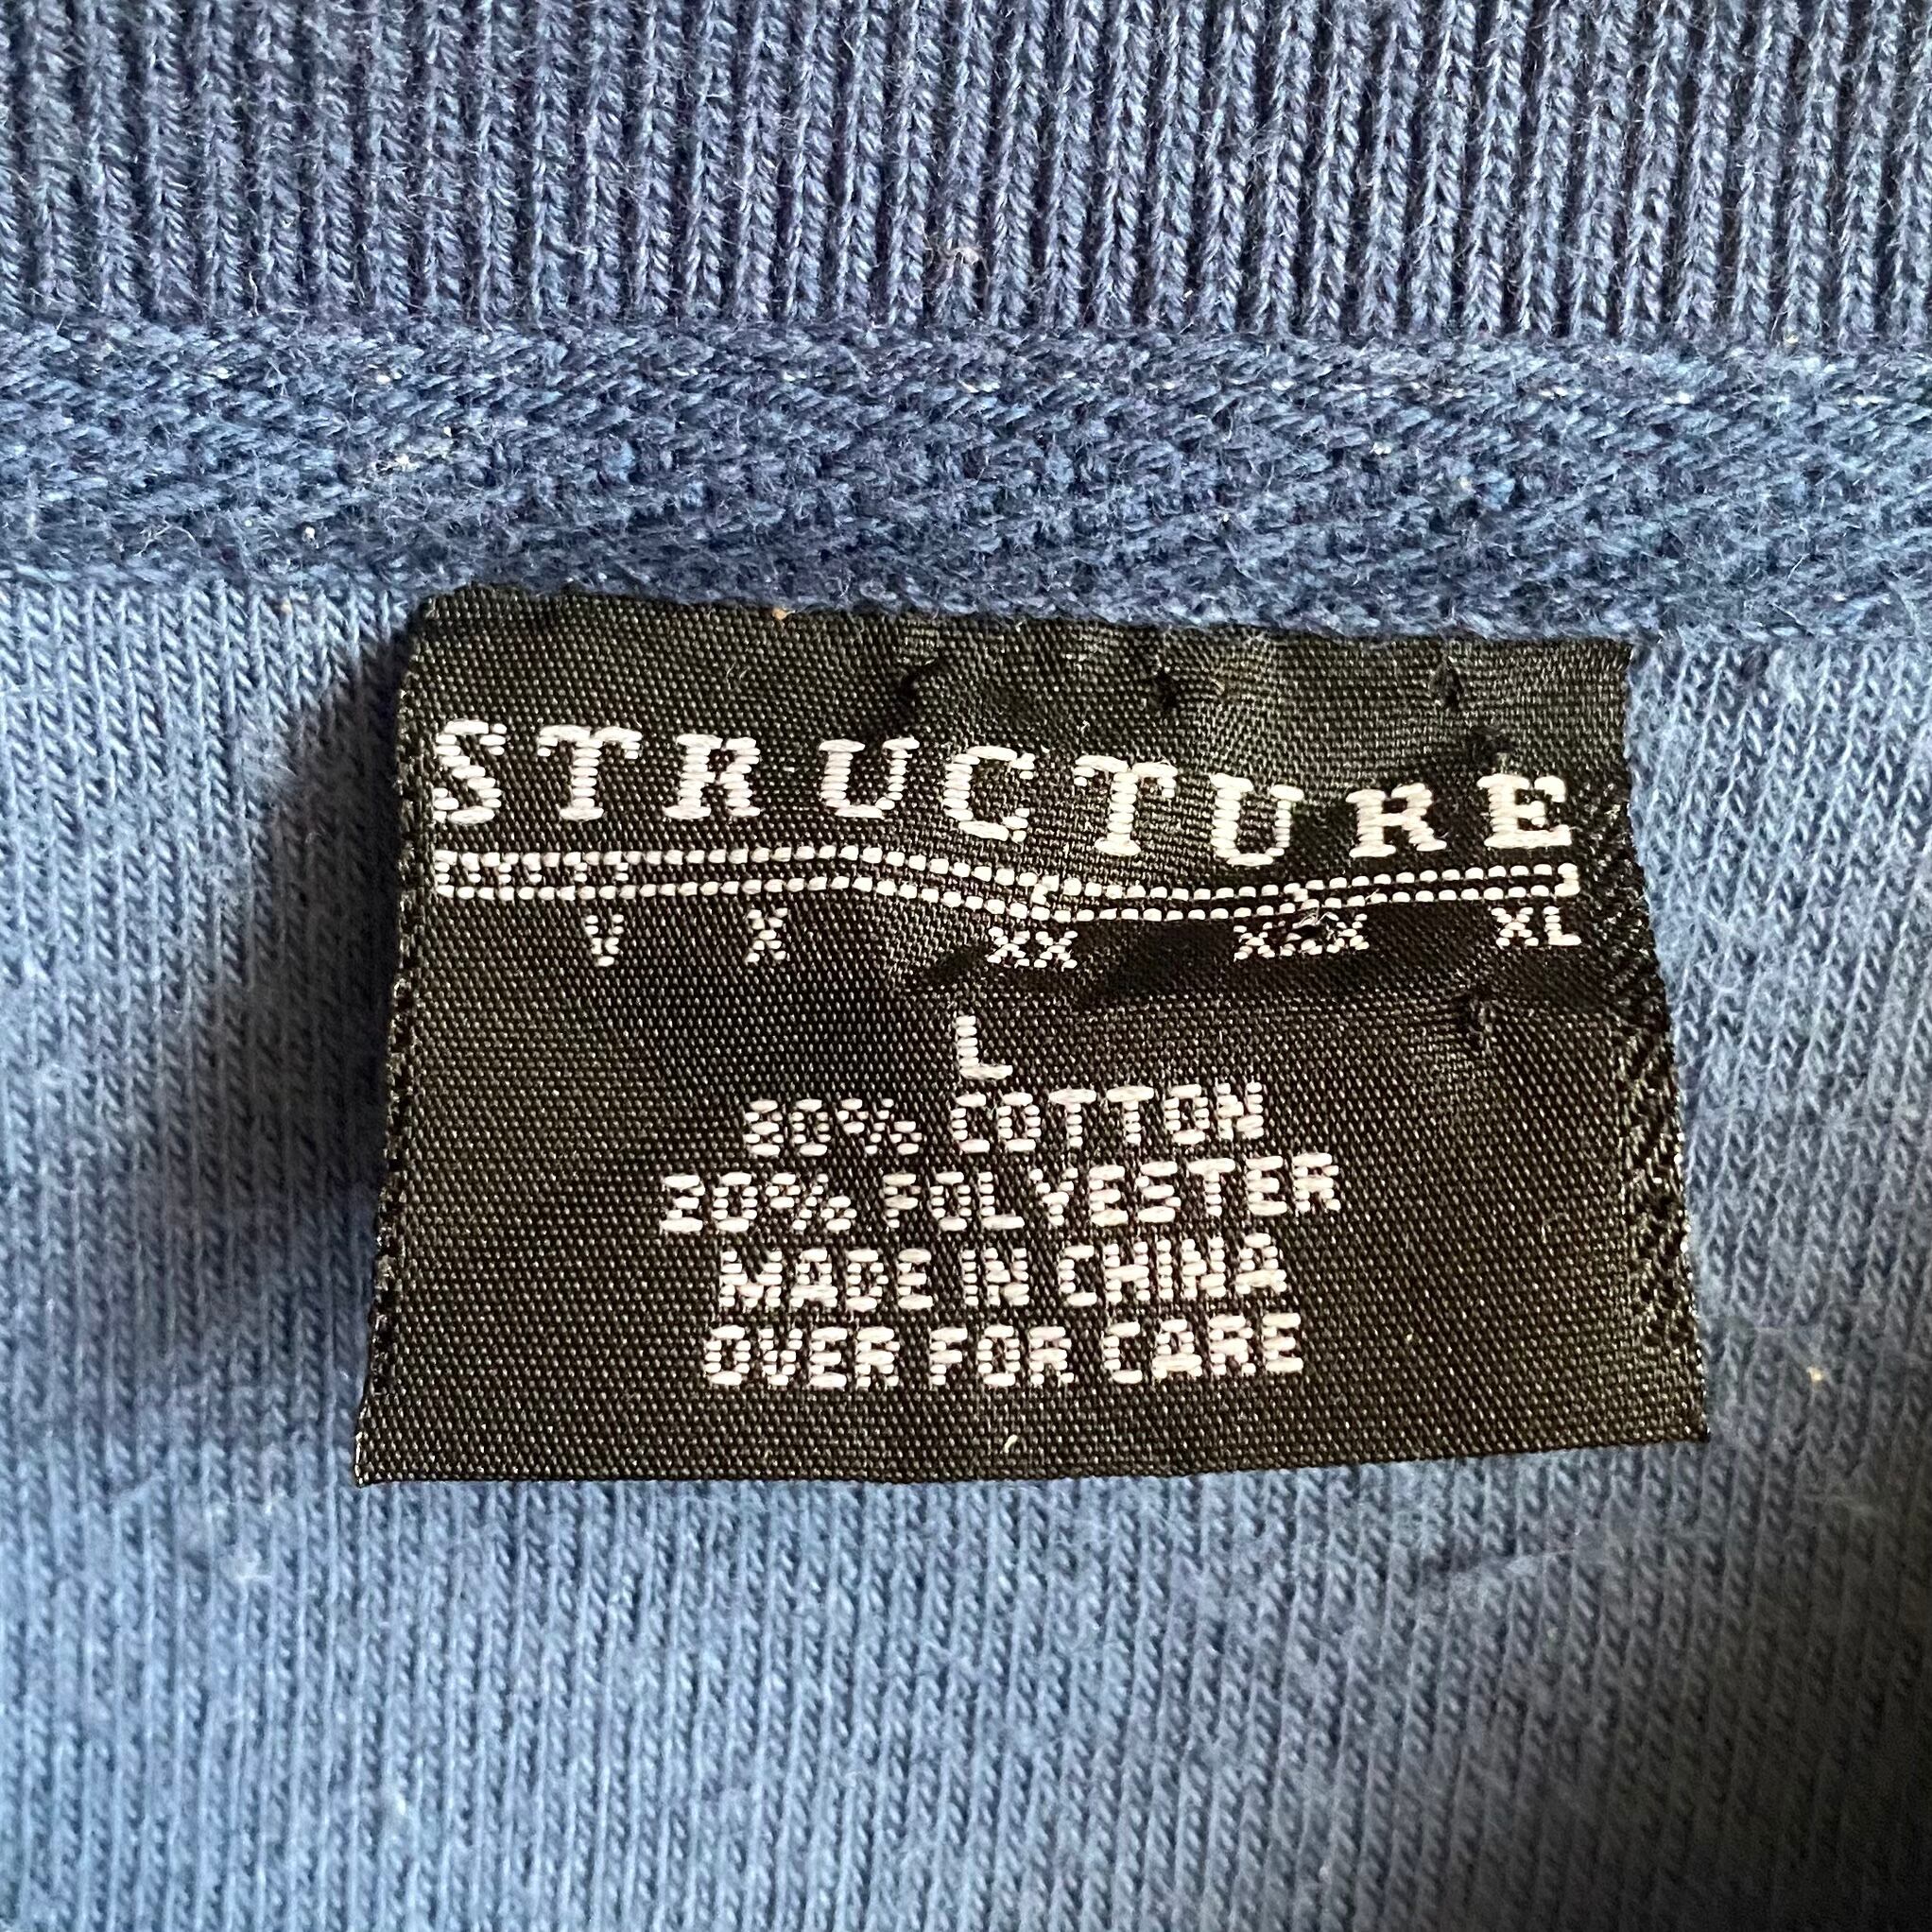 STRUCTURE
V X XX XXX XL
L
80% COTTON
20% POLYESTER
MADE IN CHINA
OVER FOR CARE